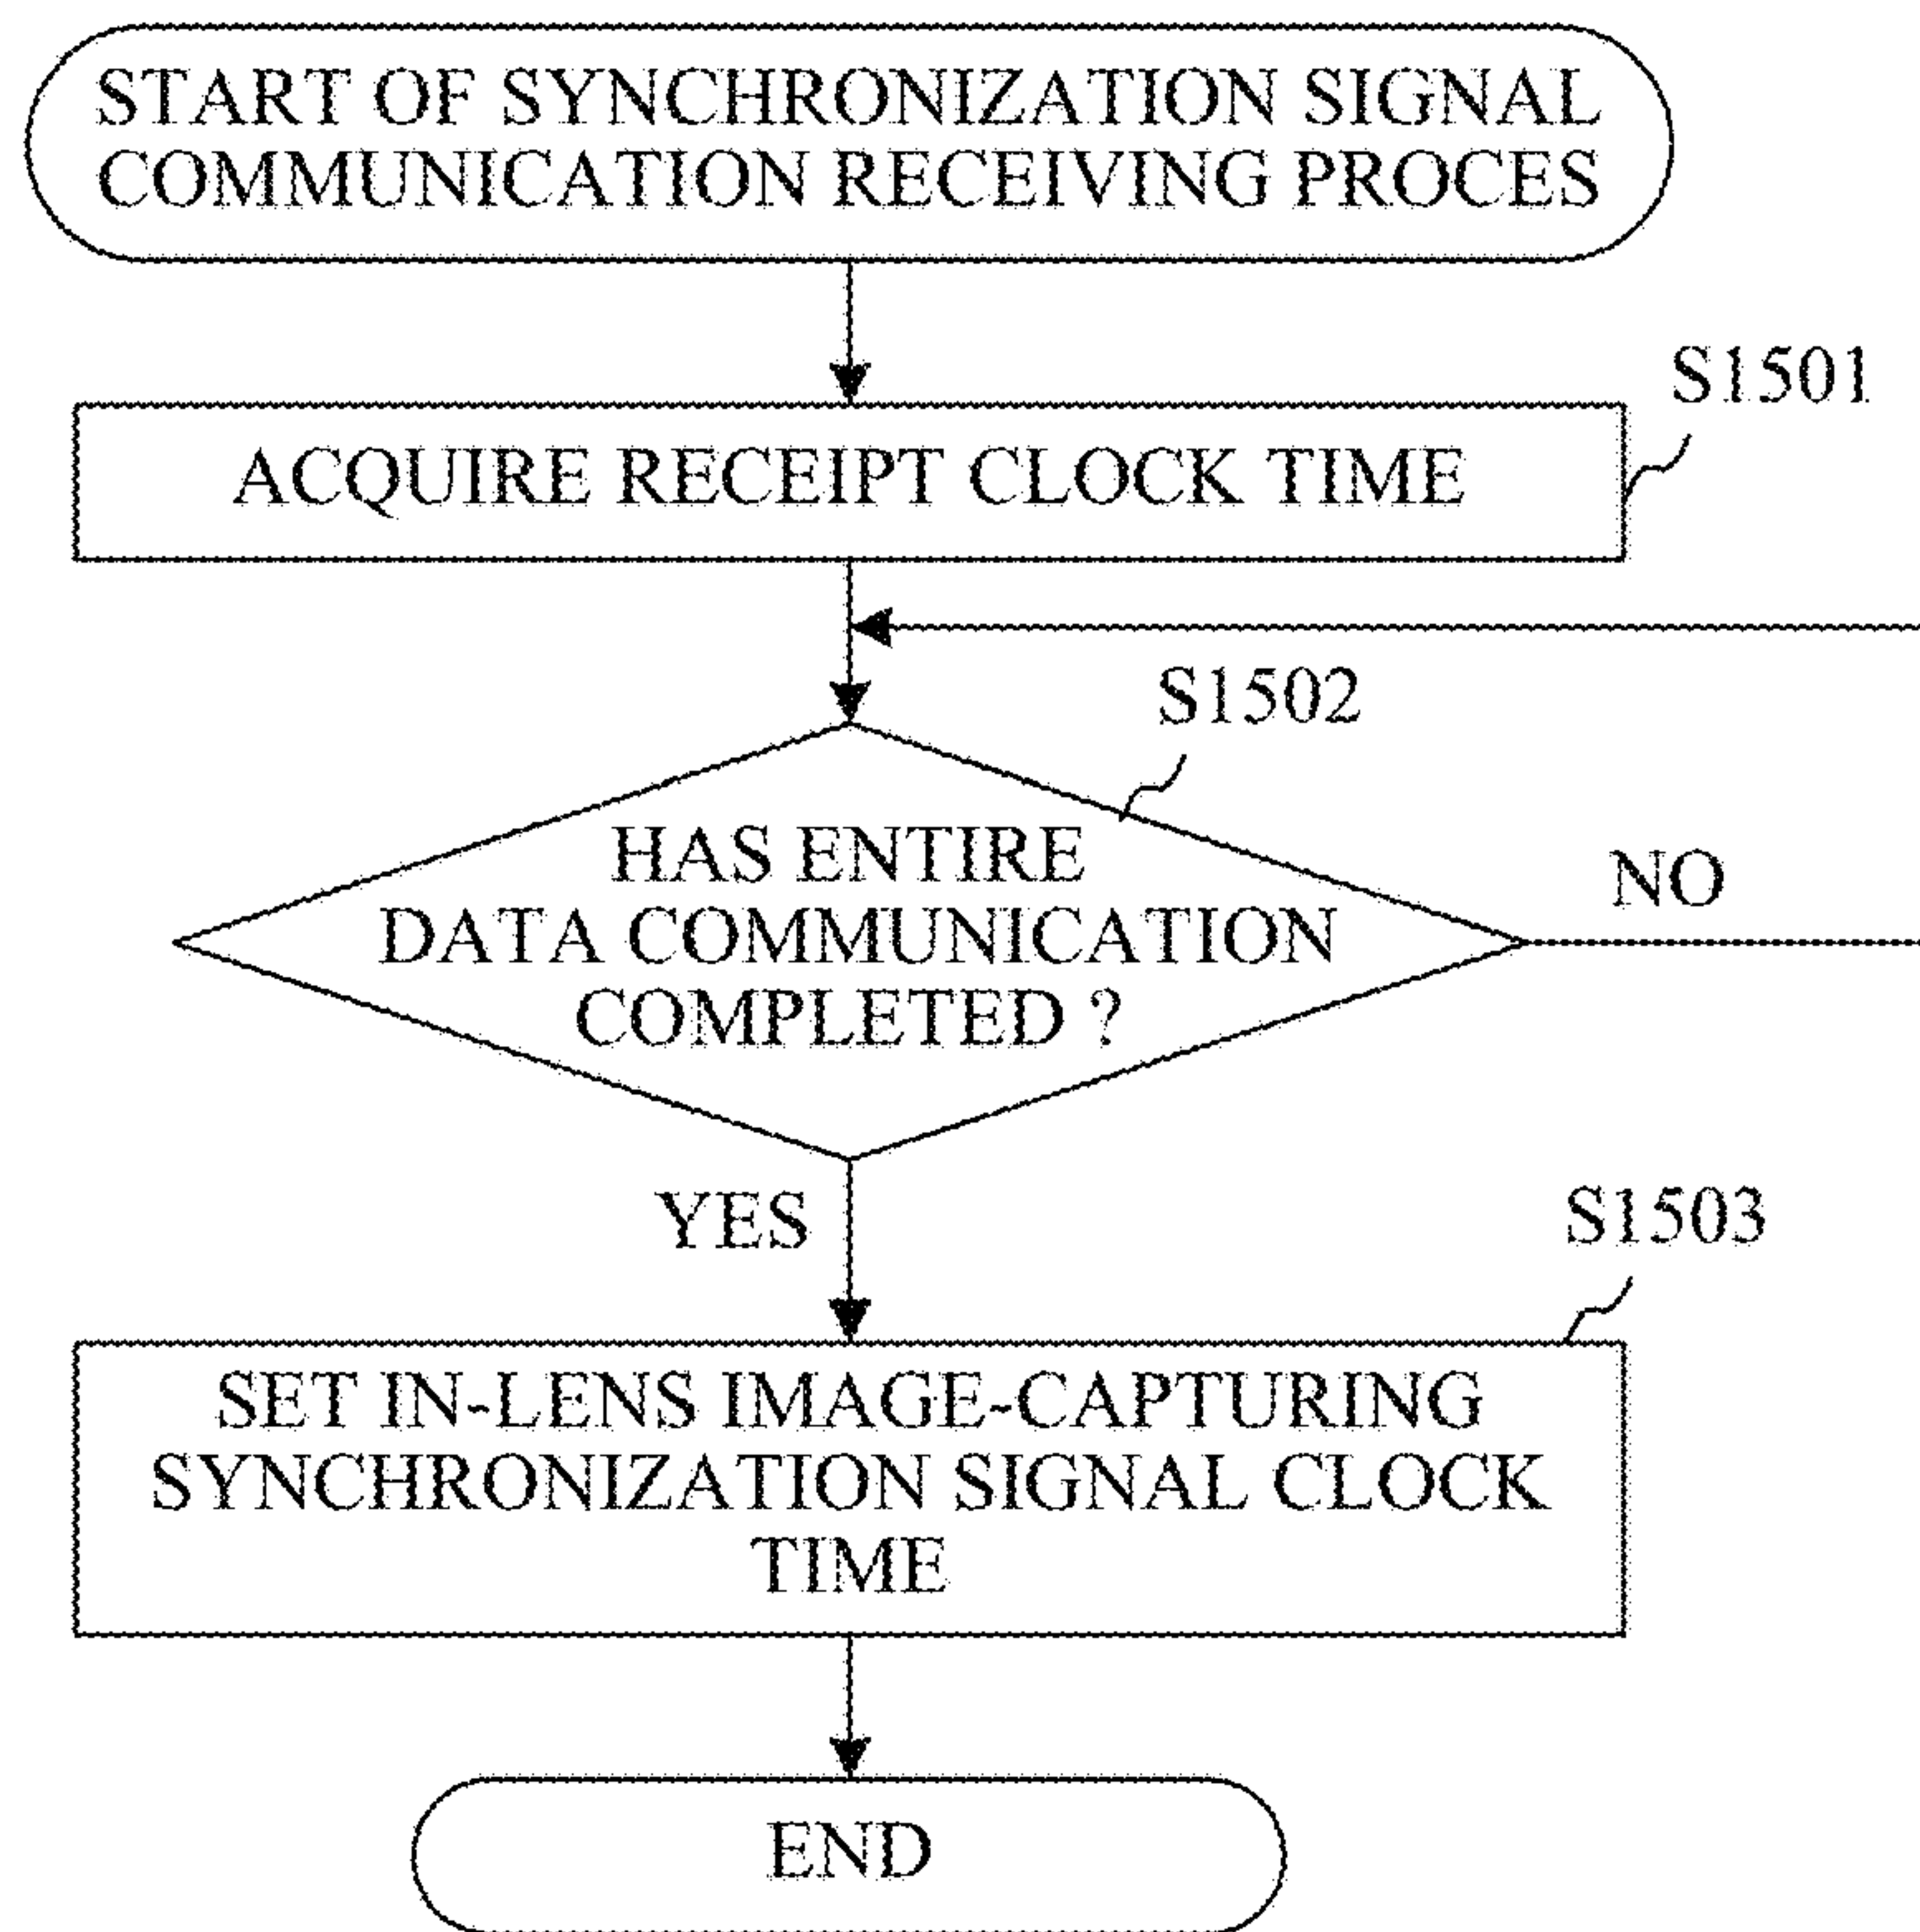 START OF SYNCHRONIZATION SIGNAL
COMMUNICATION RECEIVING PROCES
S1501
ACQUIRE RECEIPT CLOCK TIME
S1502
HAS ENTIRE
DATA COMMUNICATION
COMPLETED ?
NO
YES
S1503
SET IN-LENS IMAGE-CAPTURING
SYNCHRONIZATION SIGNAL CLOCK
TIME
END